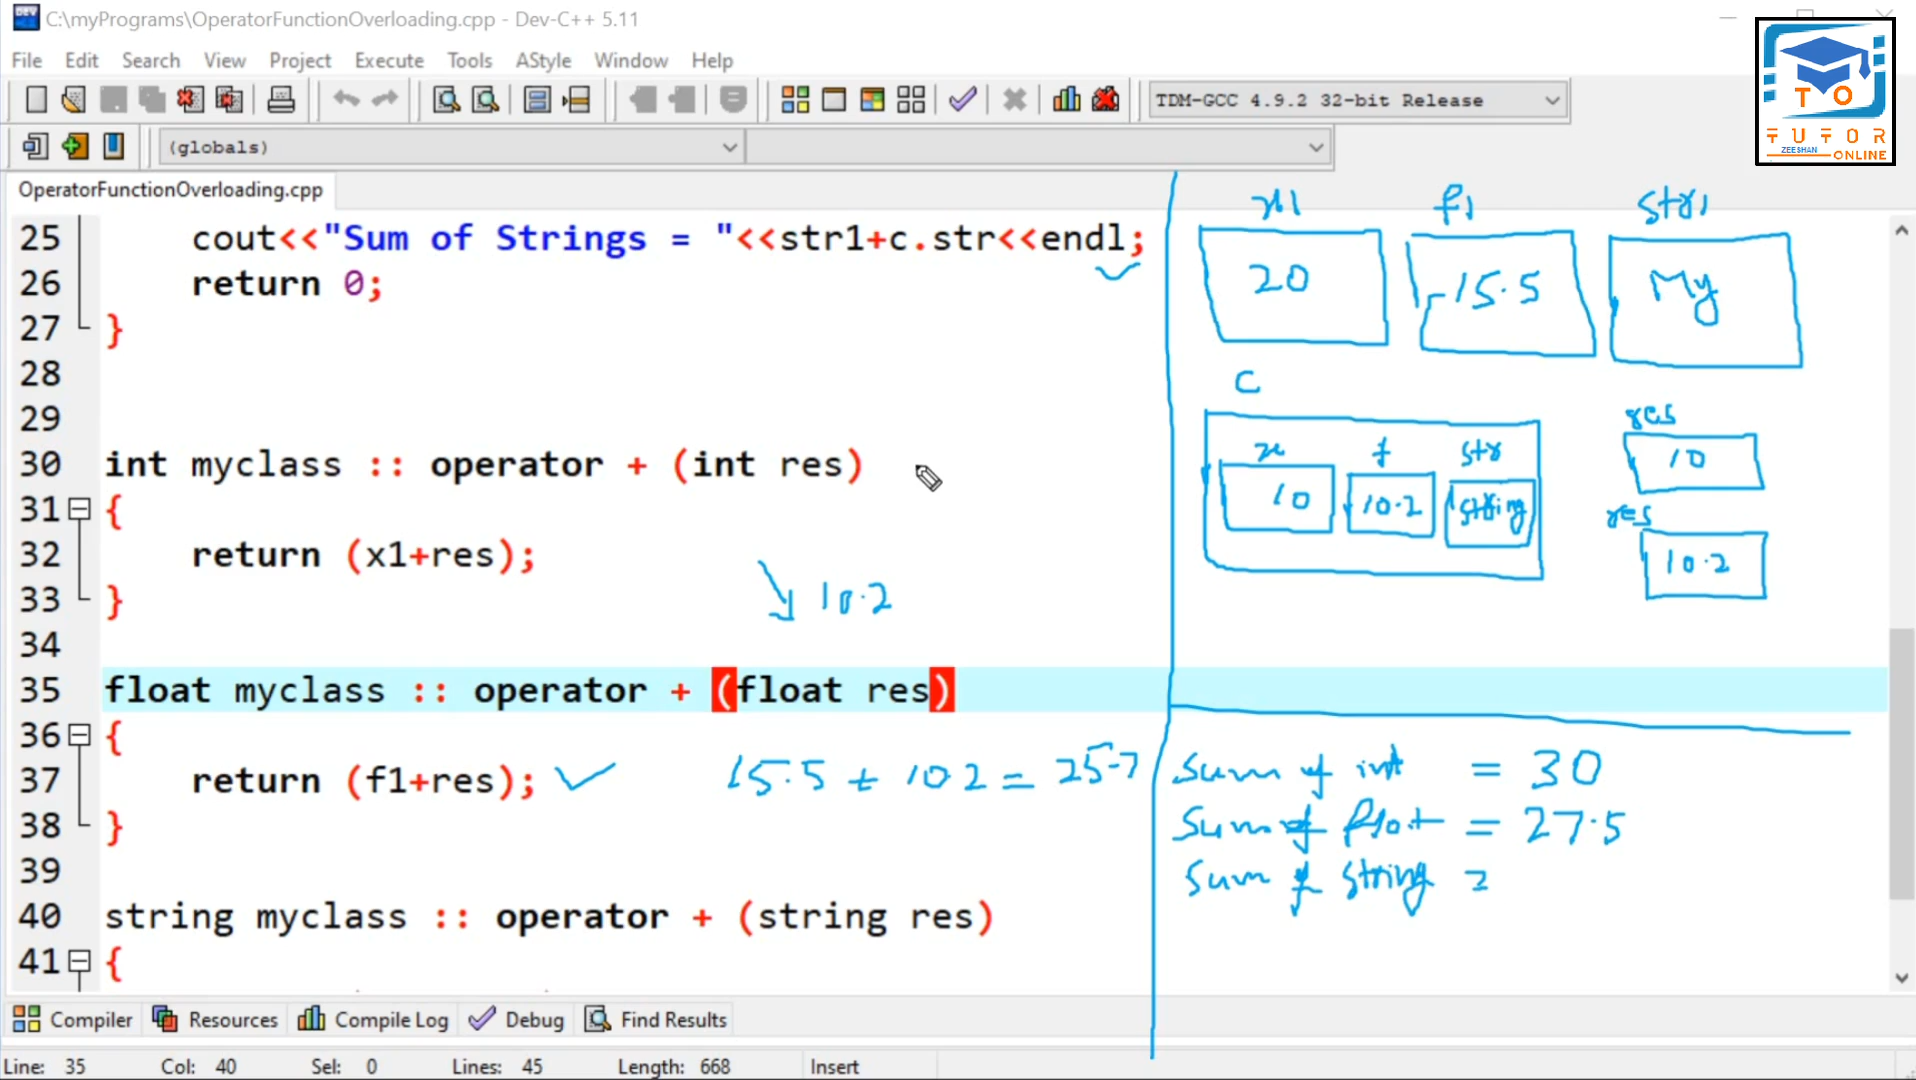 C:\myPrograms\OperatorFunctionOverloading.cpp - Dev-C++ 5.11
File Edit Search View Project Execute Tools AStyle Window Help
TDM-GCC 4.9.2 32-bit Release
(globals)
TO
TUTOR
ZEESHAN
ONLINE
OperatorFunctionOverloading.cpp
25 cout<<"Sum of Strings = "<<str1+c.str<<endl;
26 return 0;
27 }
28
29
30 int myclass :: operator + (int res)
31 {
32 return (x1+res);
33 }
34
35 float myclass :: operator + (float res)
36 {
37 return (f1+res);
38 }
39
40 string myclass :: operator + (string res)
41 {
10.2
15.5 + 10.2 = 25.7
x1 f1 str1
20 15.5 My
c
x f str
10 10.2 string
res
10
res
10.2
Sum of int = 30
Sum of float = 27.5
Sum of string =
Compiler Resources Compile Log Debug Find Results
Line: 35 Col: 40 Sel: 0 Lines: 45 Length: 668 Insert